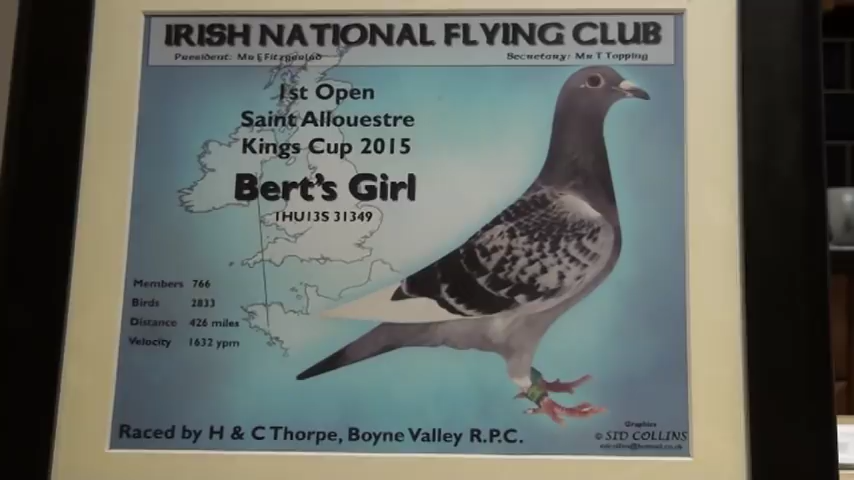 IRISH NATIONAL FLYING CLUB
President: Mr E Fitzgerald Secretary: Mr T Topping
1st Open
Saint Allouestre
Kings Cup 2015
Bert's Girl
IHU13S 31349
Members 766
Birds 2833
Distance 426 miles
Velocity 1632 ypm
Raced by H & C Thorpe, Boyne Valley R.P.C.
Graphics
© SID COLLINS